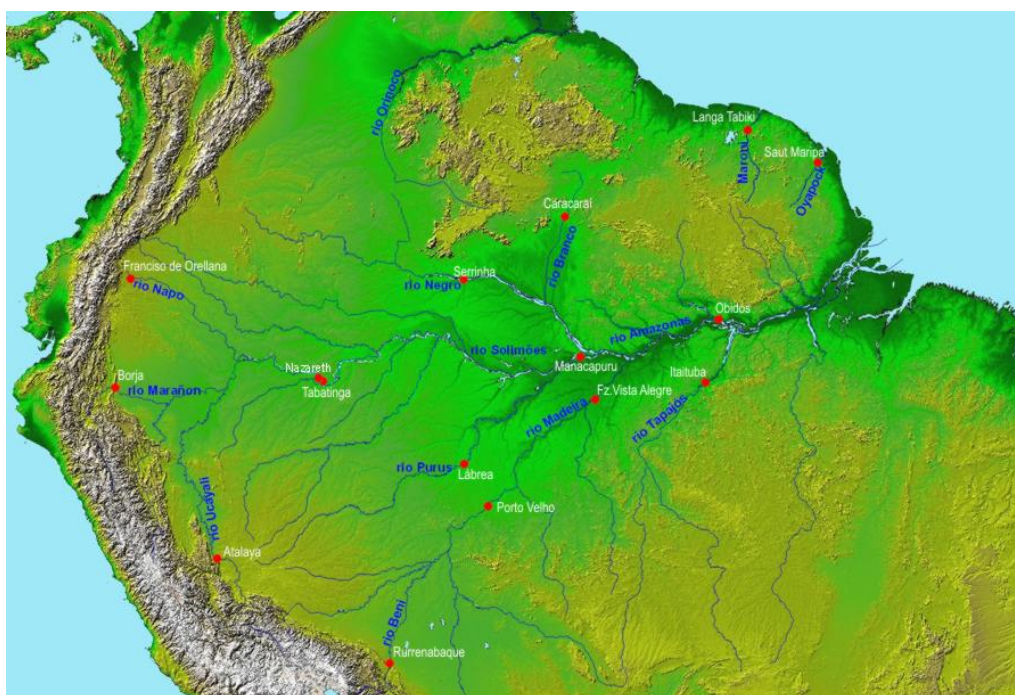 rio Orinoco
Langa Tabiki
Maroni
Saut Maripa
Oyapock
Caracaraí
rio Branco
Franciso de Orellana
rio Napo
Serrinha
rio Negro
Obidos
rio Amazonas
rio Solimões
Manacapuru
Nazareth
Tabatinga
Itaituba
Borja
rio Marañon
Fz.Vista Alegre
rio Madeira
rio Tapajós
rio Purus
Lábrea
rio Ucayali
Porto Velho
Atalaya
rio Beni
Rurrenabaque